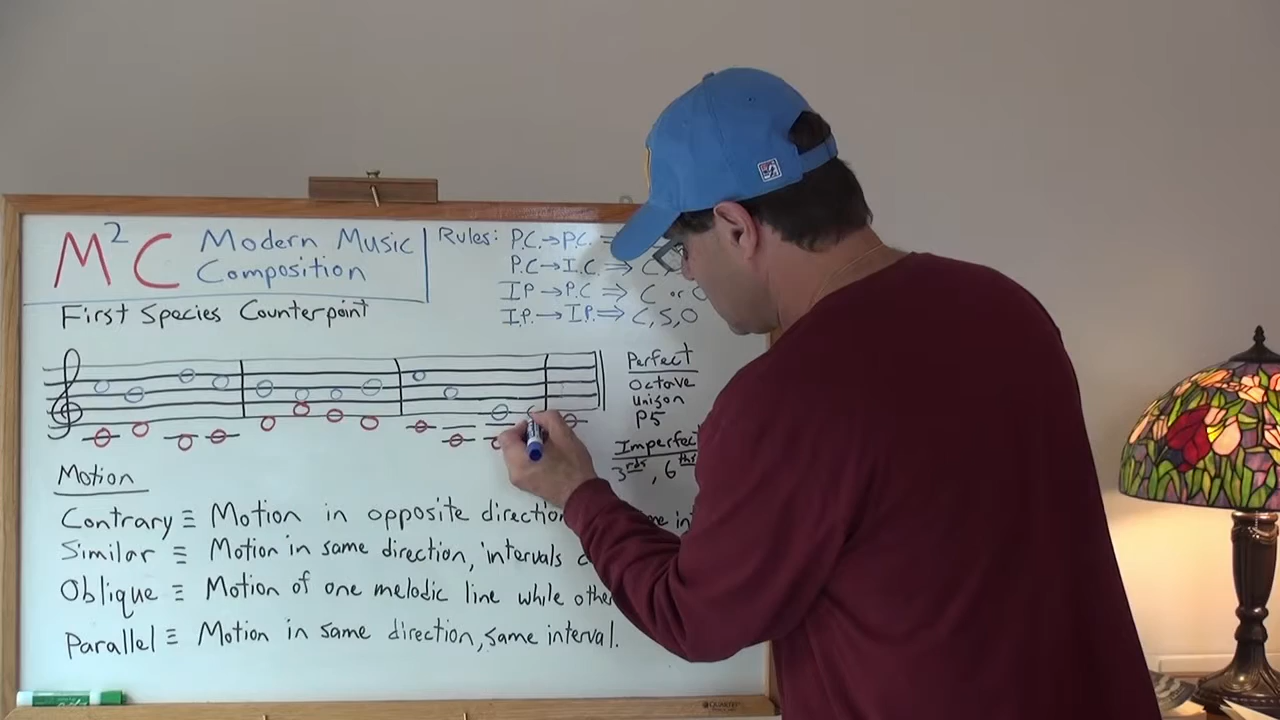 M²C Modern Music Composition
Rules: P.C. → P.C. ⇒
P.C → I.C. ⇒ C,
I P → P.C ⇒ C or O
I.P. → I.P. ⇒ C, S, O
First Species Counterpoint
Perfect
Octave
Unison
P5
Imperfect
3rds, 6ths
Motion
Contrary ≡ Motion in opposite direction
Similar ≡ Motion in same direction, intervals
Oblique ≡ Motion of one melodic line while other
Parallel ≡ Motion in same direction, same interval.
QUARTET